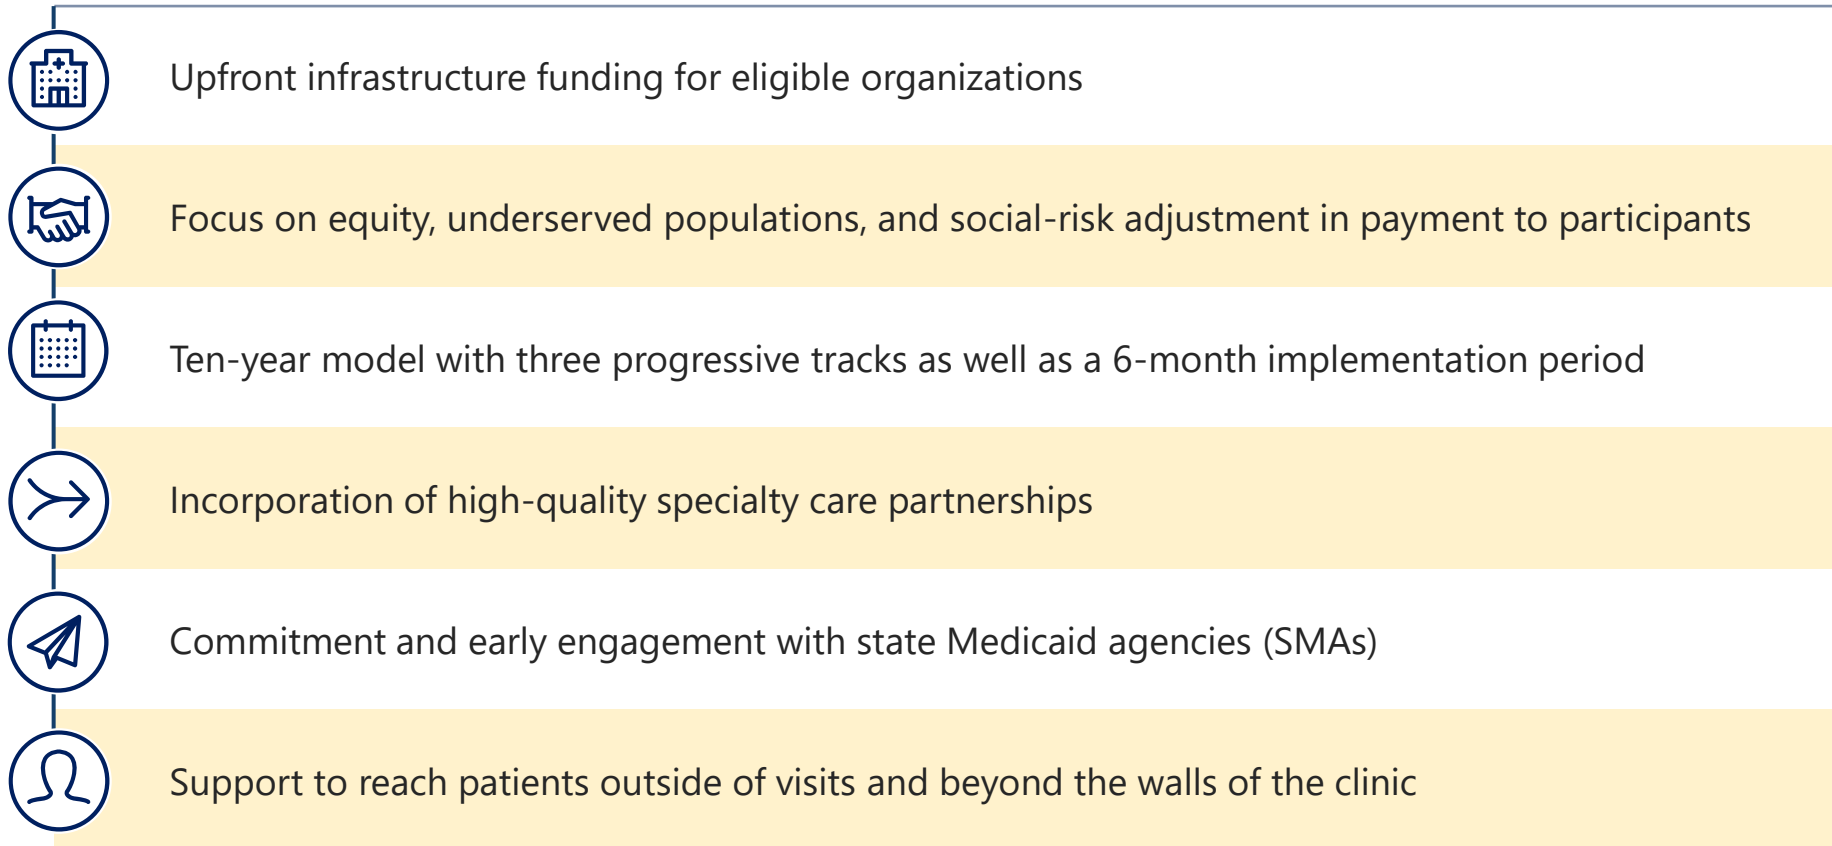 Upfront infrastructure funding for eligible organizations
Focus on equity, underserved populations, and social-risk adjustment in payment to participants
Ten-year model with three progressive tracks as well as a 6-month implementation period
Incorporation of high-quality specialty care partnerships
Commitment and early engagement with state Medicaid agencies (SMAs)
Support to reach patients outside of visits and beyond the walls of the clinic